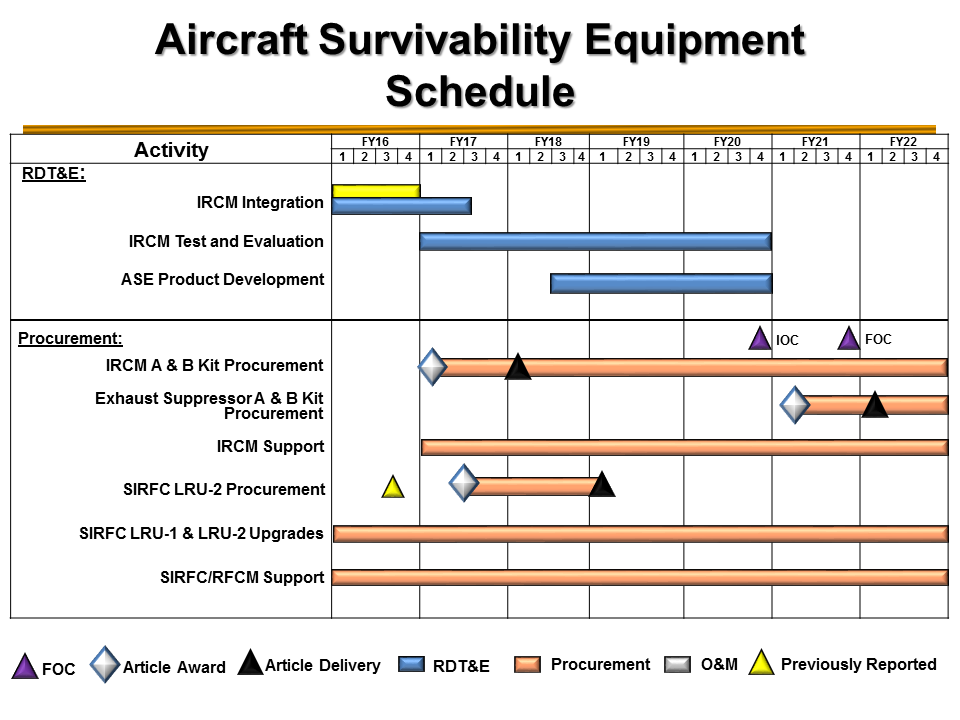 Aircraft Survivability Equipment
Schedule
Activity
FY16 FY17 FY18 FY19 FY20 FY21 FY22
1 2 3 4 1 2 3 4 1 2 3 4 1 2 3 4 1 2 3 4 1 2 3 4 1 2 3 4
RDT&E:
IRCM Integration
IRCM Test and Evaluation
ASE Product Development
Procurement:
IOC
FOC
IRCM A & B Kit Procurement
Exhaust Suppressor A & B Kit
Procurement
IRCM Support
SIRFC LRU-2 Procurement
SIRFC LRU-1 & LRU-2 Upgrades
SIRFC/RFCM Support
FOC Article Award Article Delivery RDT&E Procurement O&M Previously Reported